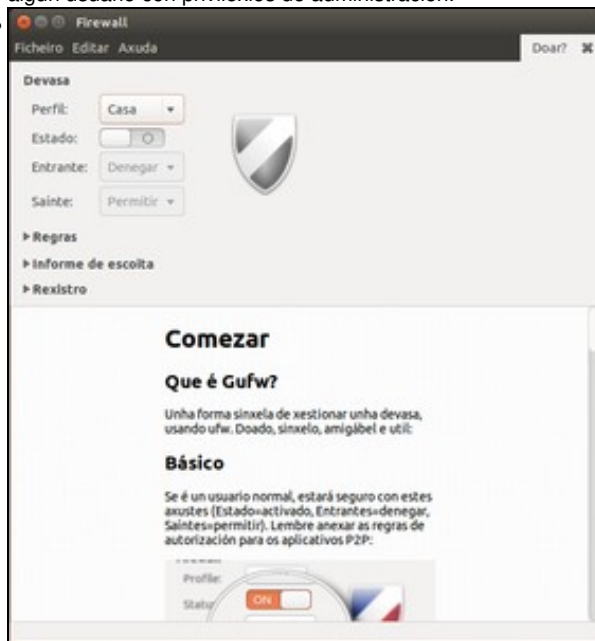 algún usuario con privilexios de administración.
Firewall
Ficheiro Editar Axuda
Doar? ✖
Devasa
Perfil: Casa
Estado:
Entrante: Denegar
Sainte: Permitir
Regras
Informe de escoita
Rexistro
Comezar
Que é Gufw?
Unha forma sinxela de xestionar unha devasa,
usando ufw. Doado, sinxelo, amigábel e util:
Básico
Se é un usuario normal, estará seguro con estes
axustes (Estado=activado, Entrantes=denegar,
Saintes=permitir). Lembre anexar as regras de
autorización para os aplicativos P2P:
Profile:
ON